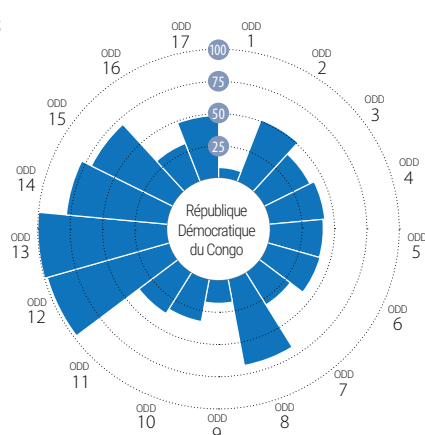 ODD
1
ODD
2
ODD
3
ODD
4
ODD
5
ODD
6
ODD
7
ODD
8
ODD
9
ODD
10
ODD
11
ODD
12
ODD
13
ODD
14
ODD
15
ODD
16
ODD
17
100
75
50
25
République
Démocratique
du Congo